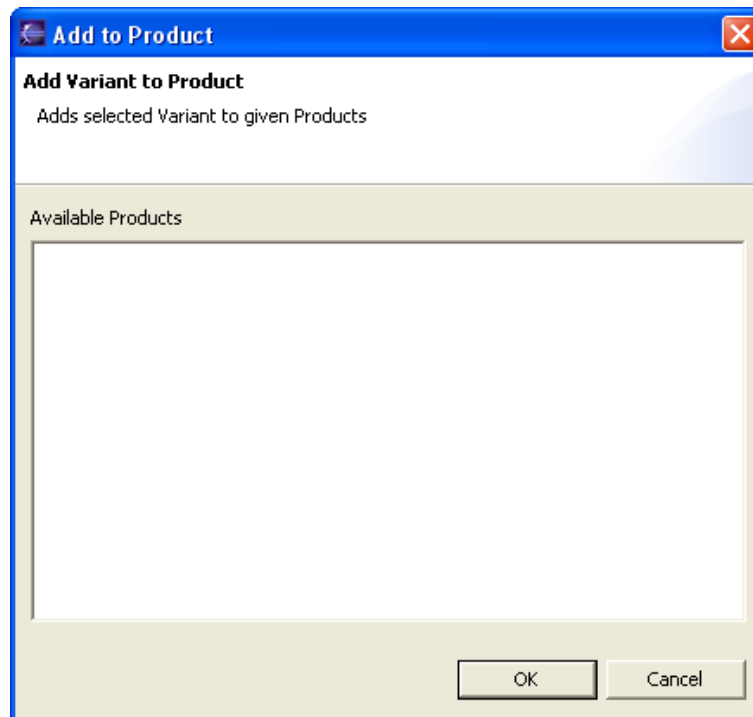 Add to Product
Add Variant to Product
Adds selected Variant to given Products
Available Products
OK
Cancel